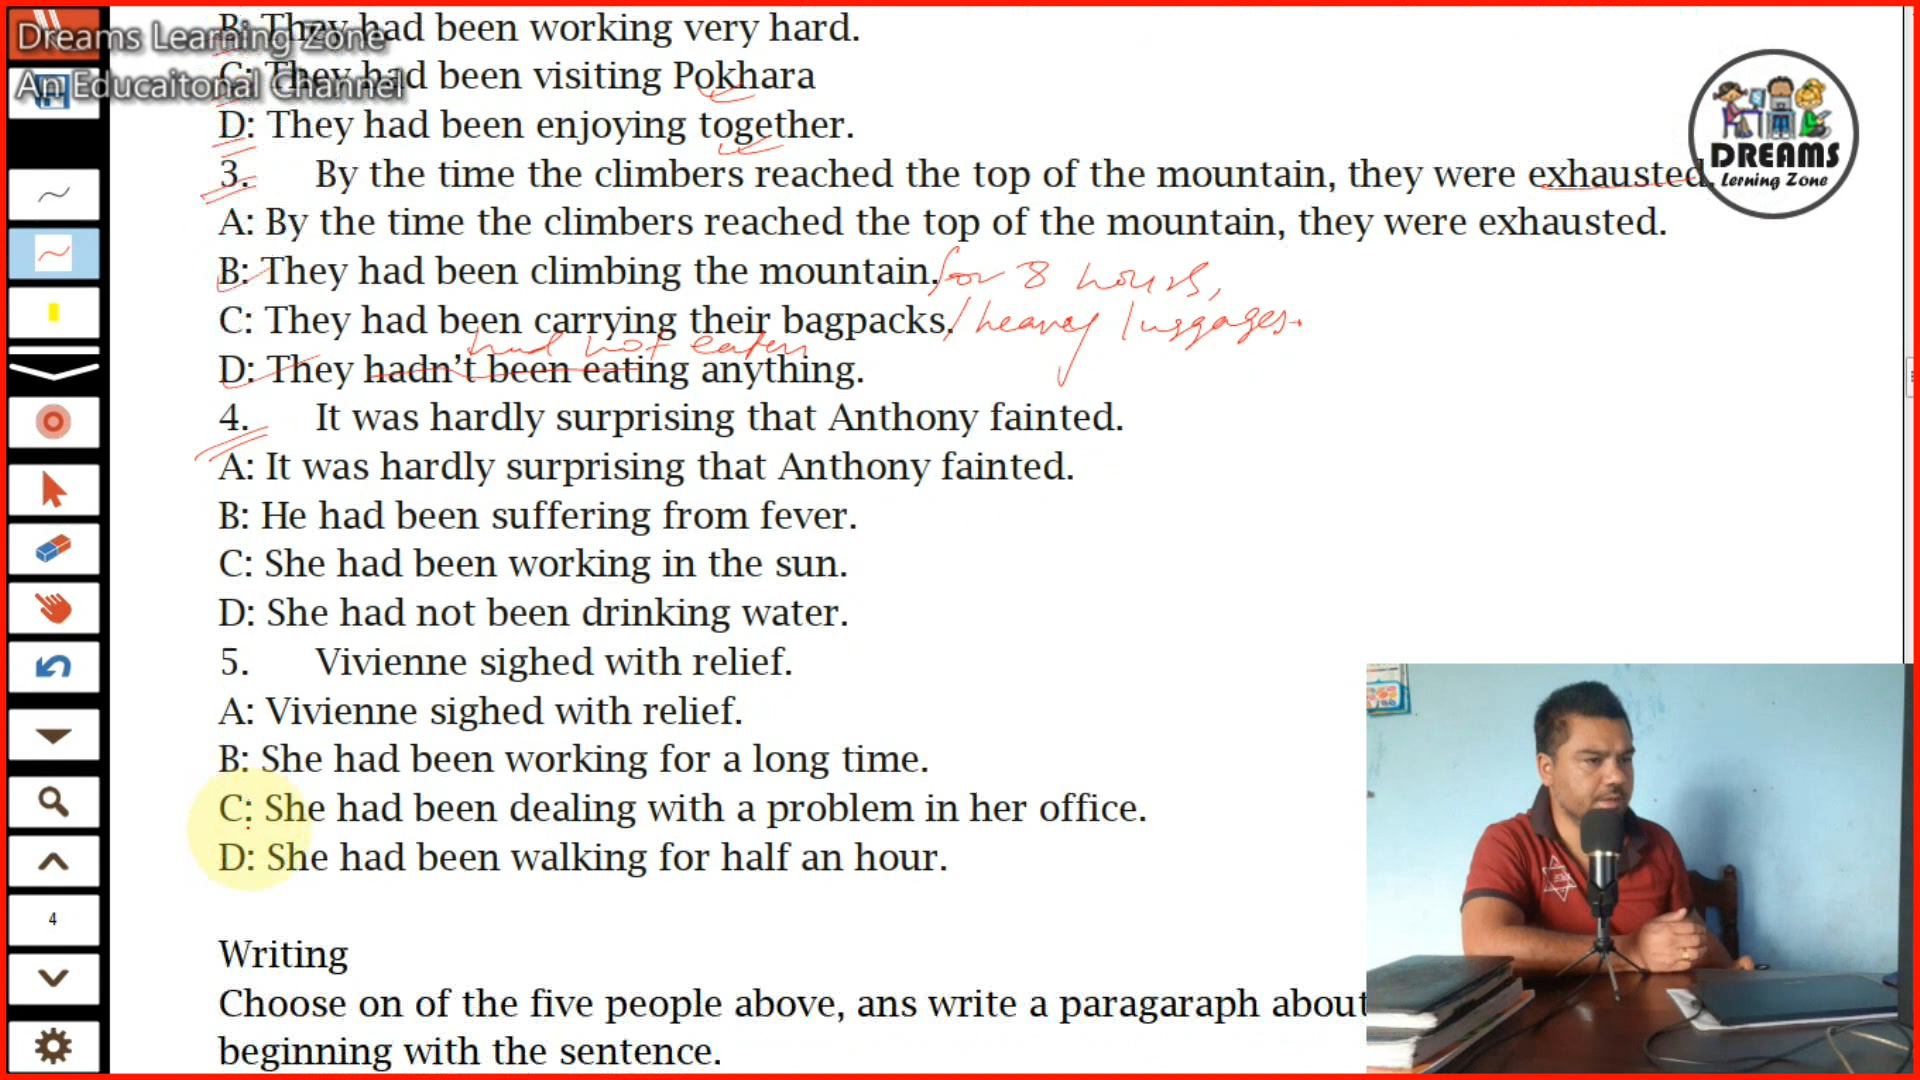 Dreams Learning Zone
An Educaitonal Channel
B: They had been working very hard.
C: They had been visiting Pokhara
D: They had been enjoying together.
3. By the time the climbers reached the top of the mountain, they were exhausted.
A: By the time the climbers reached the top of the mountain, they were exhausted.
B: They had been climbing the mountain. for 8 hours,
C: They had been carrying their bagpacks. / heavy luggages.
had not eaten
D: They hadn't been eating anything.
4. It was hardly surprising that Anthony fainted.
A: It was hardly surprising that Anthony fainted.
B: He had been suffering from fever.
C: She had been working in the sun.
D: She had not been drinking water.
5. Vivienne sighed with relief.
A: Vivienne sighed with relief.
B: She had been working for a long time.
C: She had been dealing with a problem in her office.
D: She had been walking for half an hour.
Writing
Choose on of the five people above, ans write a paragaraph about
beginning with the sentence.
DREAMS
Lerning Zone
4